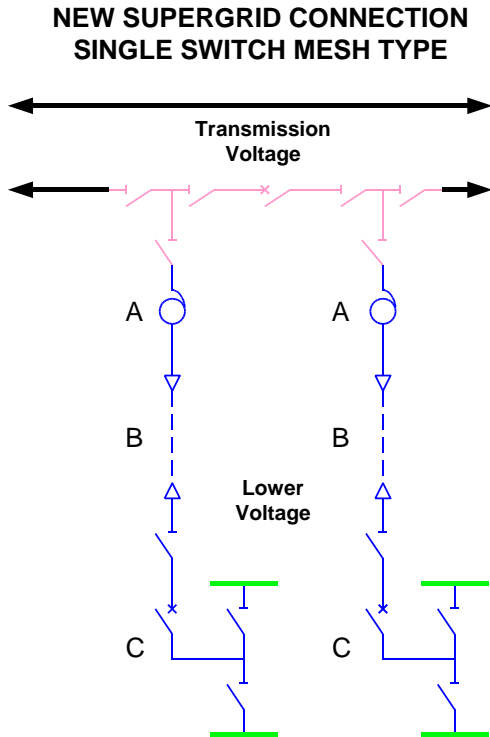 NEW SUPERGRID CONNECTION
SINGLE SWITCH MESH TYPE
Transmission
Voltage
A
A
B
B
Lower
Voltage
C
C